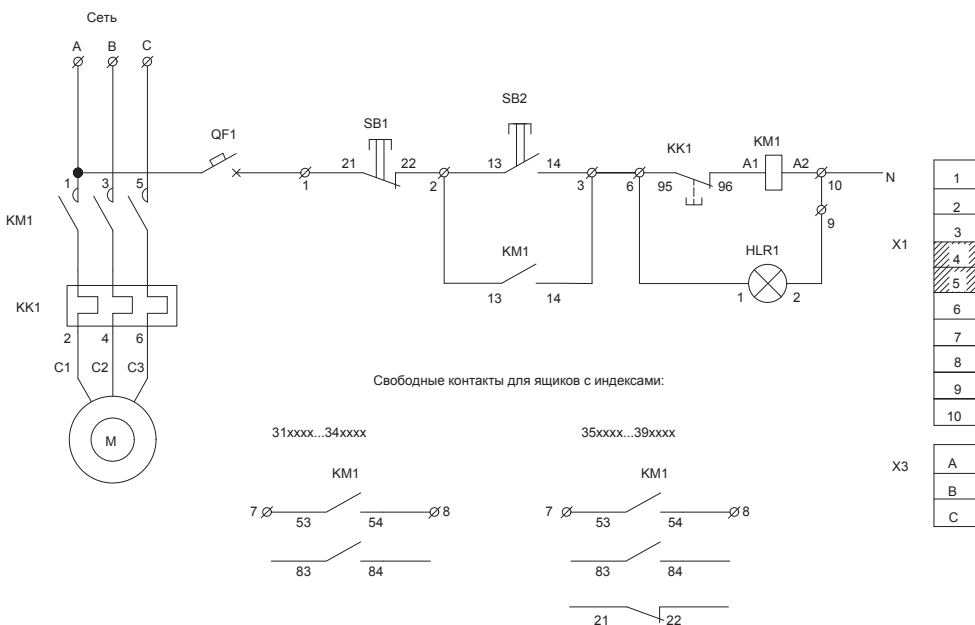 Сеть
A B C
QF1 SB1 SB2 KK1 KM1
1 3 5
1 21 22 2 13 14 3 6 95 96 A1 A2 10 N
9
KM1
KM1
13 14
HLR1
1 2
KK1
2 4 6
C1 C2 C3
M
Свободные контакты для ящиков с индексами:
31xxxx...34xxxx
KM1
7 53 54 8
83 84
35xxxx...39xxxx
KM1
7 53 54 8
83 84
21 22
X1
1
2
3
4
5
6
7
8
9
10
X3
A
B
C